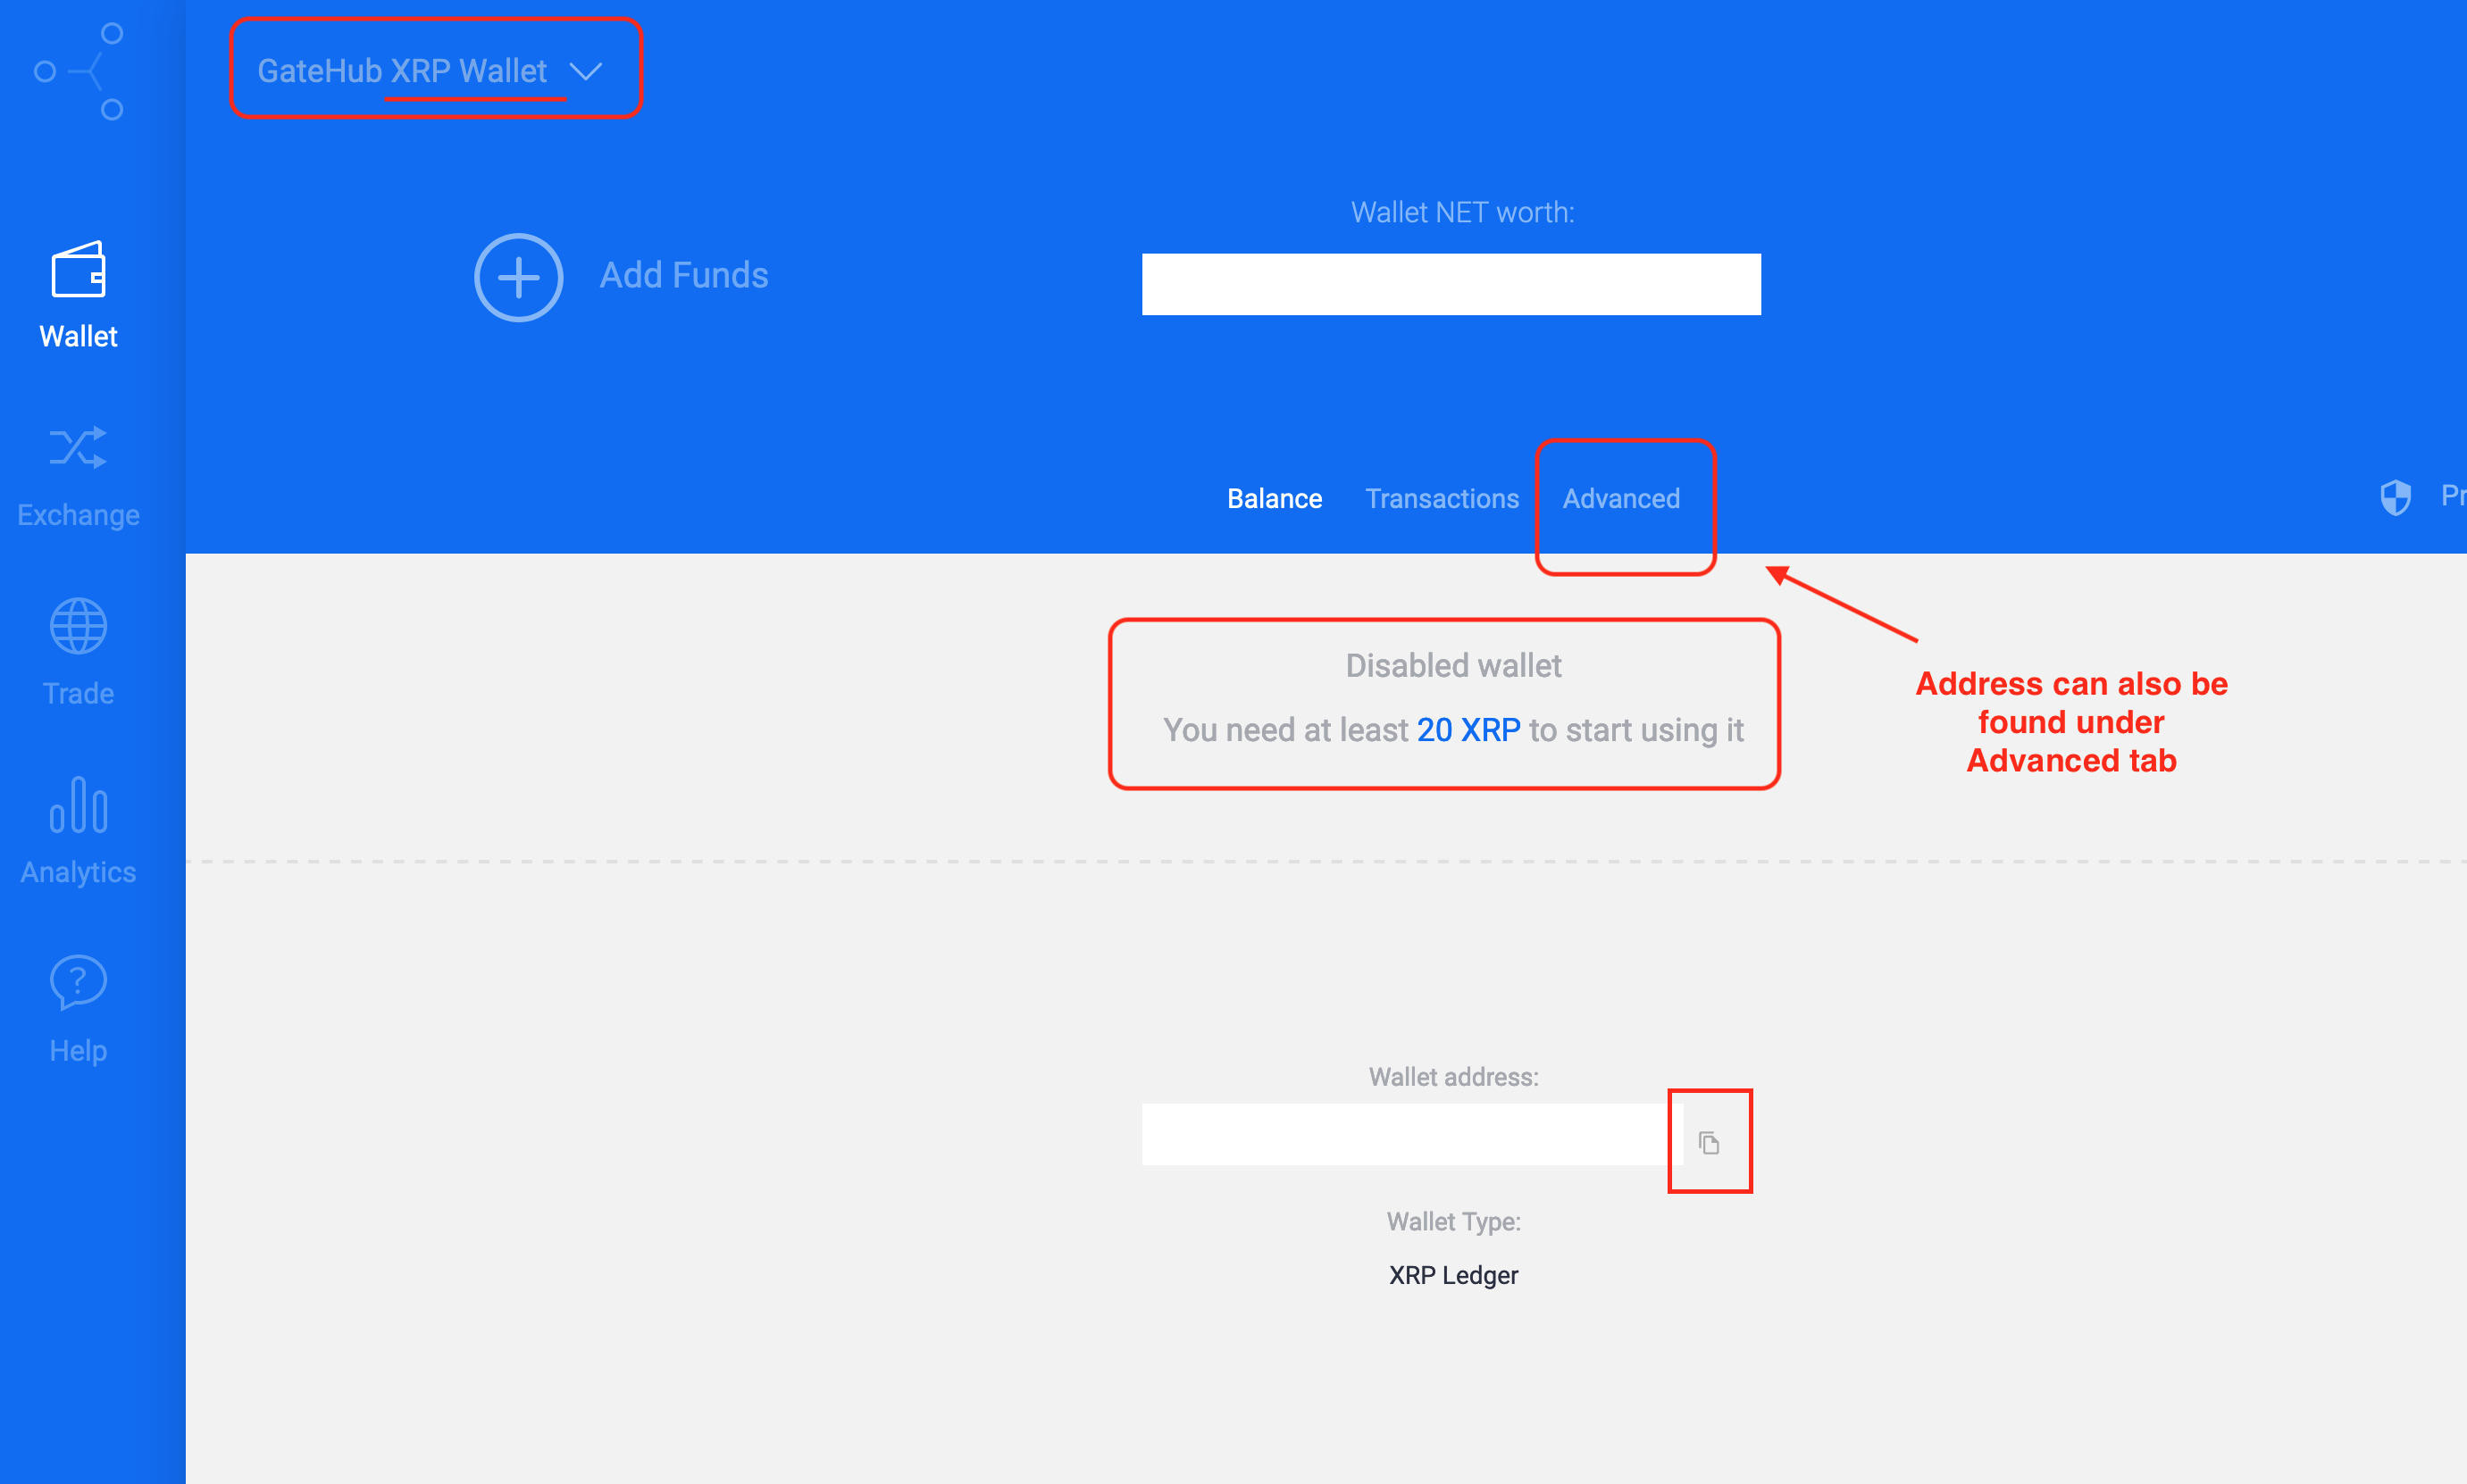 GateHub XRP Wallet
Wallet NET worth:
Add Funds
Wallet
Balance Transactions Advanced
Exchange
Disabled wallet
You need at least 20 XRP to start using it
Address can also be
found under
Advanced tab
Trade
Analytics
Help
Wallet address:
Wallet Type:
XRP Ledger